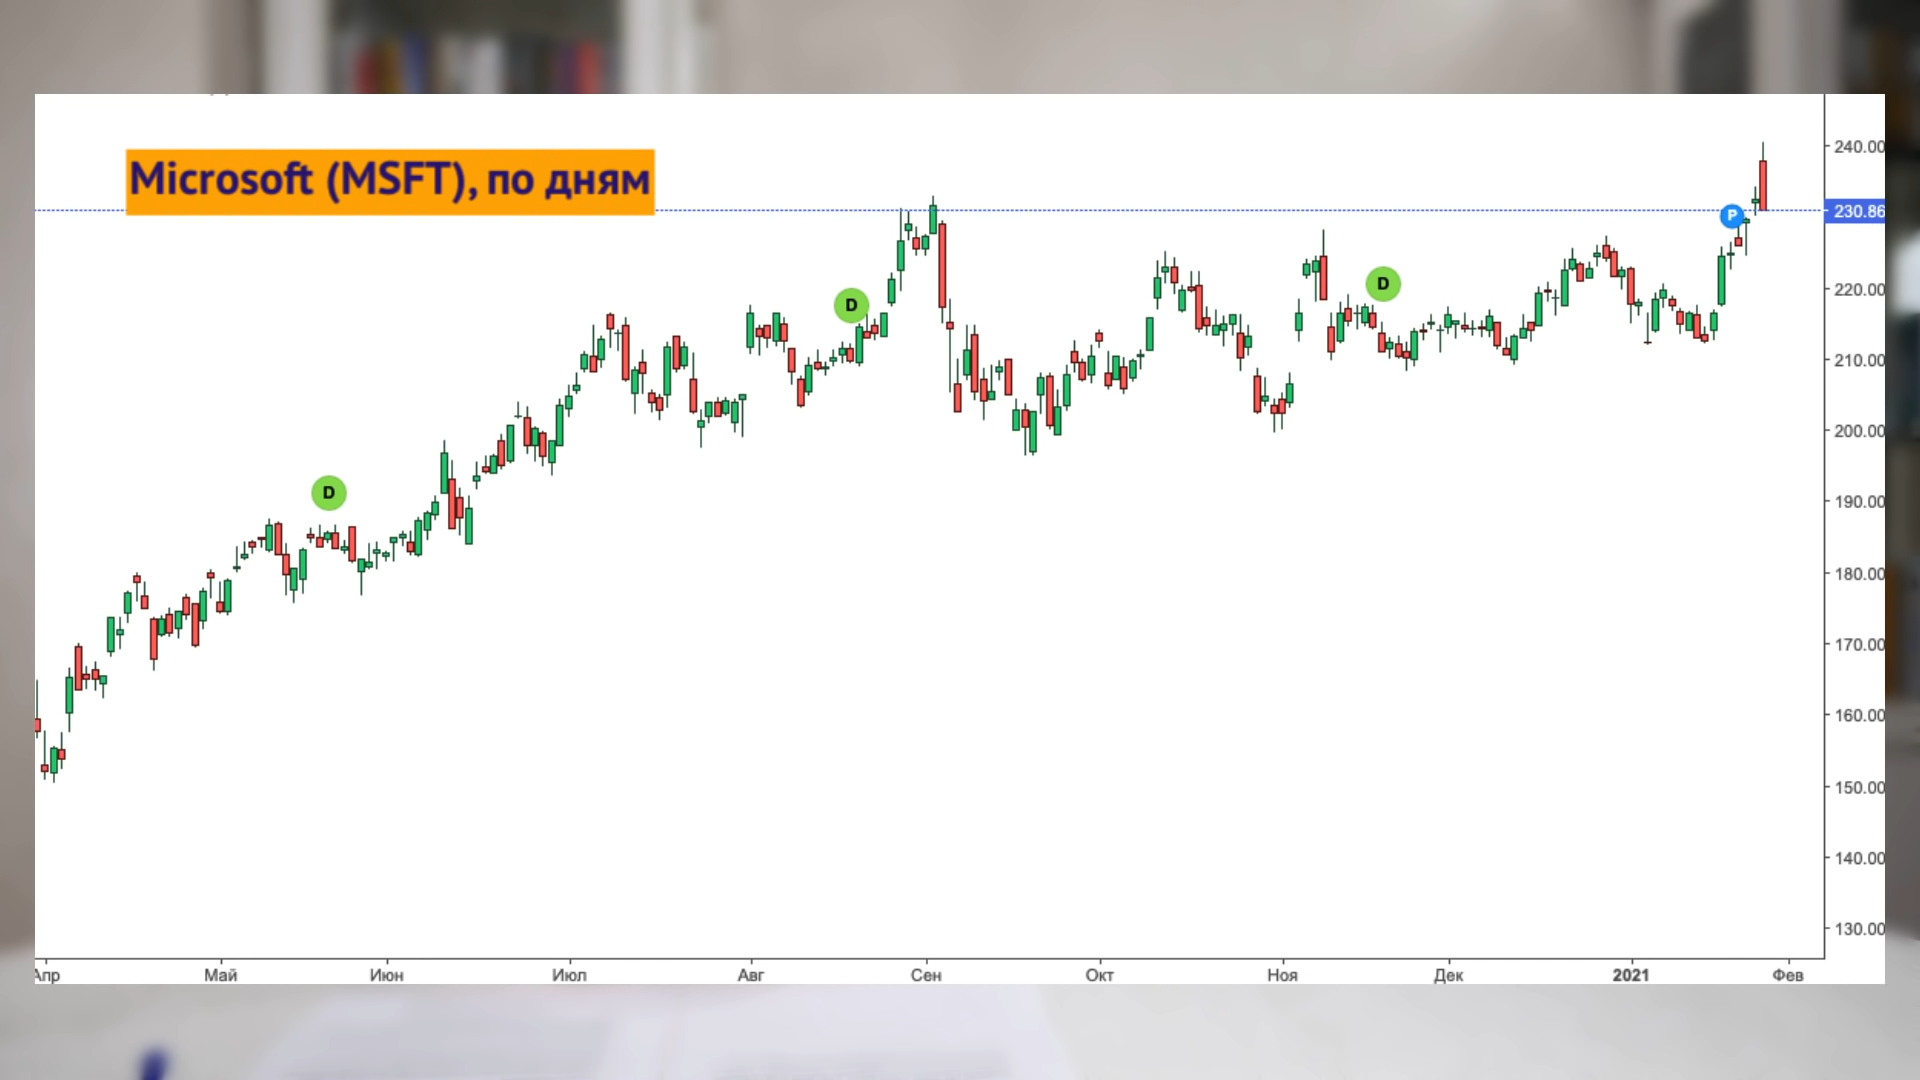 Microsoft (MSFT), по дням
240.00
230.86
P
220.00
D
D
210.00
200.00
D
190.00
180.00
170.00
160.00
150.00
140.00
130.00
Апр Май Июн Июл Авг Сен Окт Ноя Дек 2021 Фев